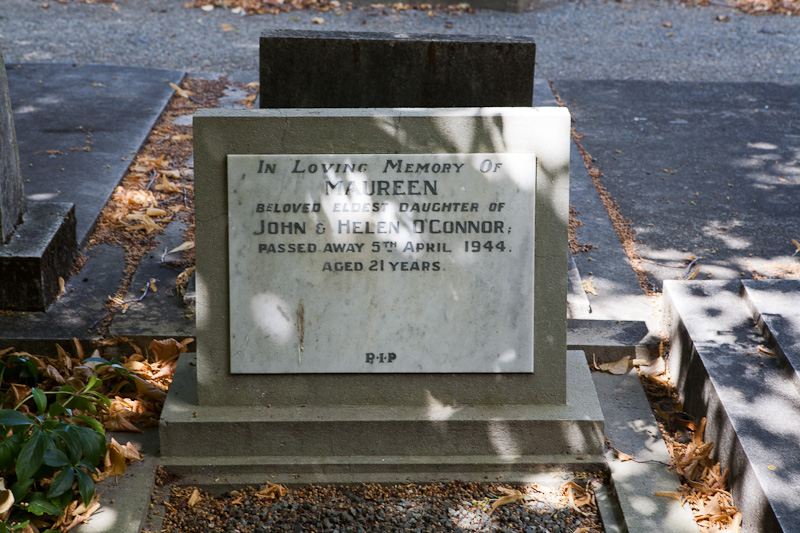 In Loving Memory Of
MAUREEN
BELOVED ELDEST DAUGHTER OF
John & Helen O'Connor;
PASSED AWAY 5TH APRIL 1944.
AGED 21 YEARS.
R·I·P